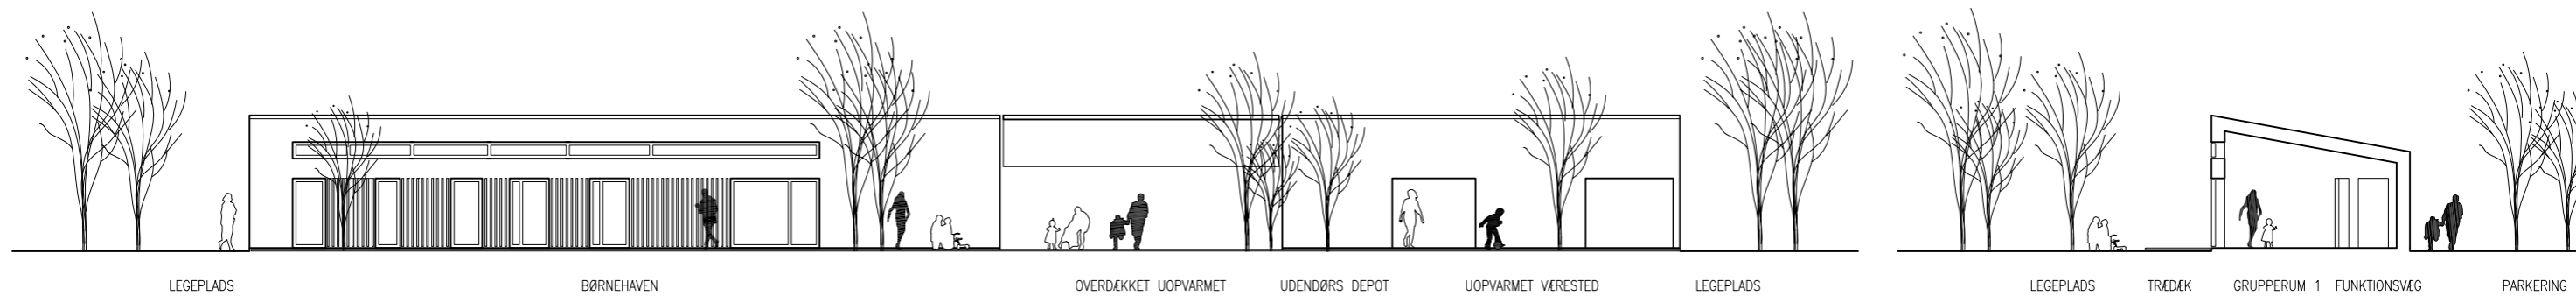 LEGEPLADS BØRNEHAVEN OVERDÆKKET UOPVARMET UDENDØRS DEPOT UOPVARMET VÆRESTED LEGEPLADS LEGEPLADS TRÆDÆK GRUPPERUM 1 FUNKTIONSVÆG PARKERING